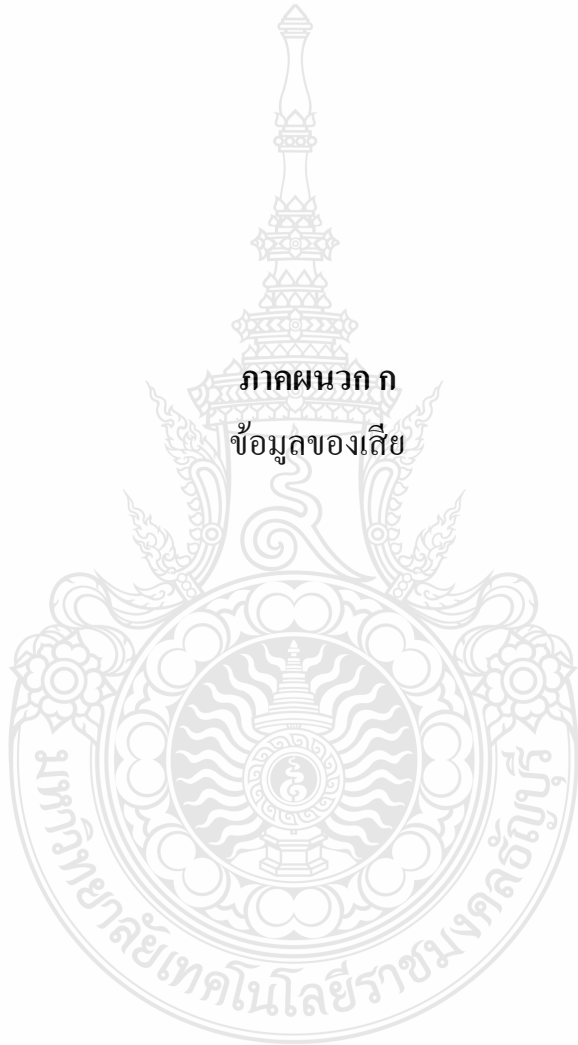 ภาคผนวก ก
ข้อมูลของเสีย
มหาวิทยาลัยเทคโนโลยีราชมงคลธัญบุรี